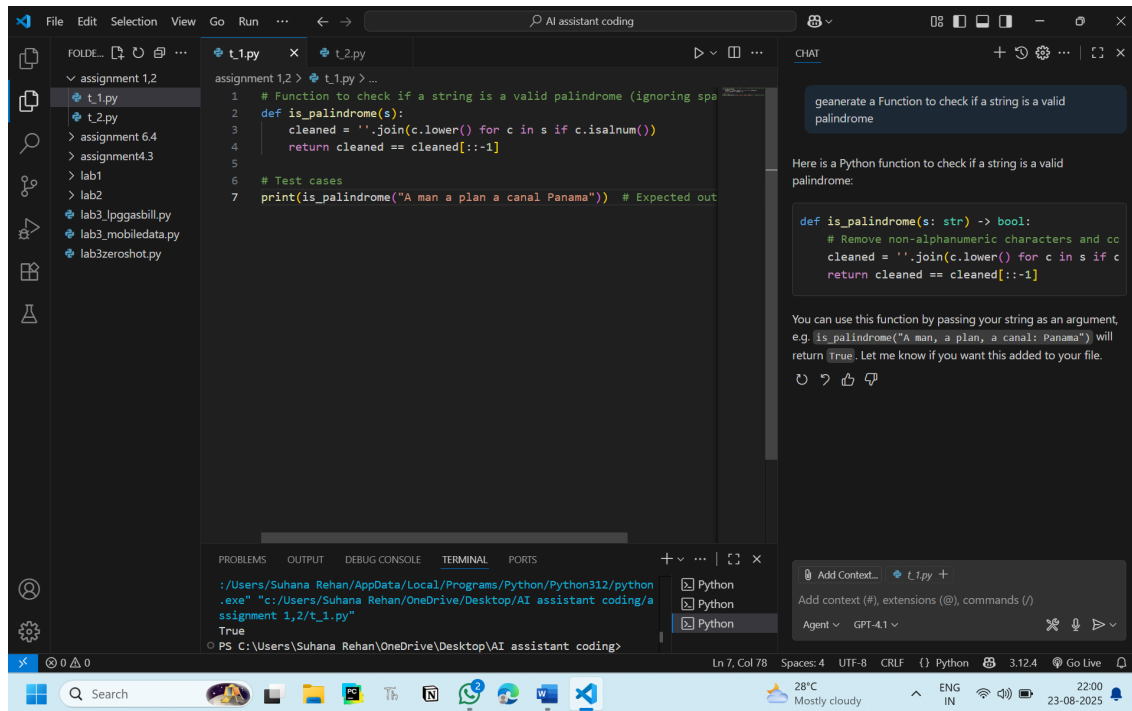 File Edit Selection View Go Run ··· AI assistant coding
FOLDE...
assignment 1,2
t_1.py
t_2.py
assignment 6.4
assignment4.3
lab1
lab2
lab3_lpggasbill.py
lab3_mobiledata.py
lab3zeroshot.py
t_1.py t_2.py
assignment 1,2 > t_1.py > ...
1 # Function to check if a string is a valid palindrome (ignoring spa
2 def is_palindrome(s):
3 cleaned = ''.join(c.lower() for c in s if c.isalnum())
4 return cleaned == cleaned[::-1]
5
6 # Test cases
7 print(is_palindrome("A man a plan a canal Panama")) # Expected out
PROBLEMS OUTPUT DEBUG CONSOLE TERMINAL PORTS
:/Users/Suhana Rehan/AppData/Local/Programs/Python/Python312/python
.exe" "c:/Users/Suhana Rehan/OneDrive/Desktop/AI assistant coding/a
ssignment 1,2/t_1.py"
True
PS C:\Users\Suhana Rehan\OneDrive\Desktop\AI assistant coding>
Python
Python
Python
CHAT
geanerate a Function to check if a string is a valid
palindrome
Here is a Python function to check if a string is a valid
palindrome:
def is_palindrome(s: str) -> bool:
# Remove non-alphanumeric characters and co
cleaned = ''.join(c.lower() for c in s if c
return cleaned == cleaned[::-1]
You can use this function by passing your string as an argument,
e.g. is_palindrome("A man, a plan, a canal: Panama") will
return True. Let me know if you want this added to your file.
Add Context... t_1.py +
Add context (#), extensions (@), commands (/)
Agent GPT-4.1
0 0 Ln 7, Col 78 Spaces: 4 UTF-8 CRLF {} Python 3.12.4 Go Live
Search
2
28°C
Mostly cloudy
ENG
IN
22:00
23-08-2025